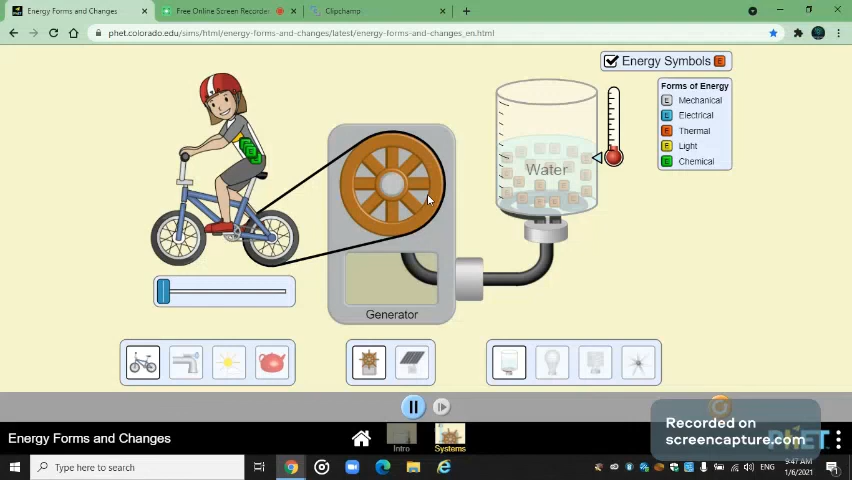 Energy Forms and Changes
Free Online Screen Recorder
Clipchamp
phet.colorado.edu/sims/html/energy-forms-and-changes/latest/energy-forms-and-changes_en.html
Energy Symbols E
Forms of Energy
E Mechanical
E Electrical
E Thermal
E Light
E Chemical
Water
Generator
Energy Forms and Changes
Intro
Systems
Recorded on
screencapture.com
PhET
Type here to search
ENG
9:47 AM
1/6/2021